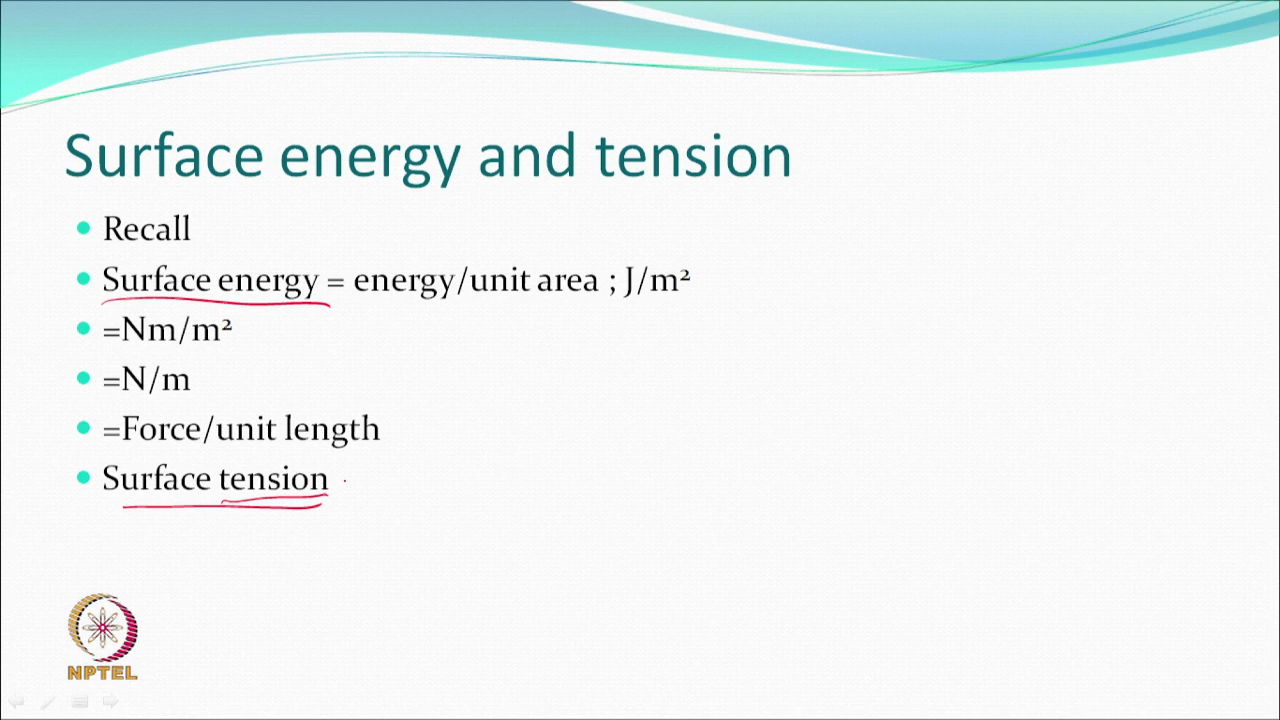 Surface energy and tension
Recall
Surface energy = energy/unit area ; J/m²
=Nm/m²
=N/m
=Force/unit length
Surface tension
NPTEL